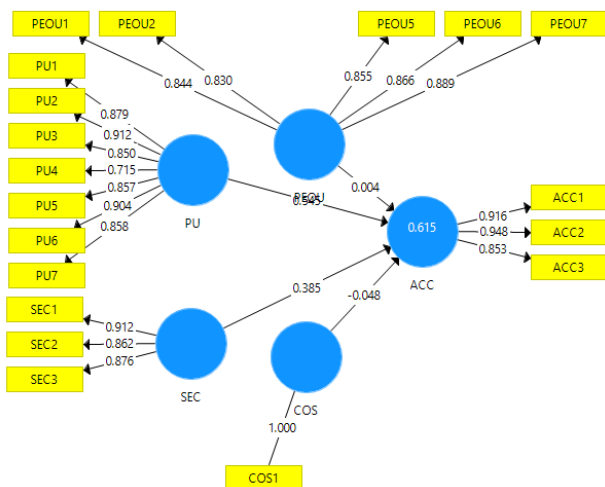 PEOU1
PEOU2
PEOU5
PEOU6
PEOU7
0.844
0.830
0.855
0.866
0.889
PU1
PU2
PU3
PU4
PU5
PU6
PU7
0.879
0.912
0.850
0.715
0.857
0.904
0.858
PU
PEOU
0.004
0.545
0.615
ACC
0.916
0.948
0.853
ACC1
ACC2
ACC3
0.385
-0.048
SEC1
SEC2
SEC3
0.912
0.862
0.876
SEC
COS
1.000
COS1